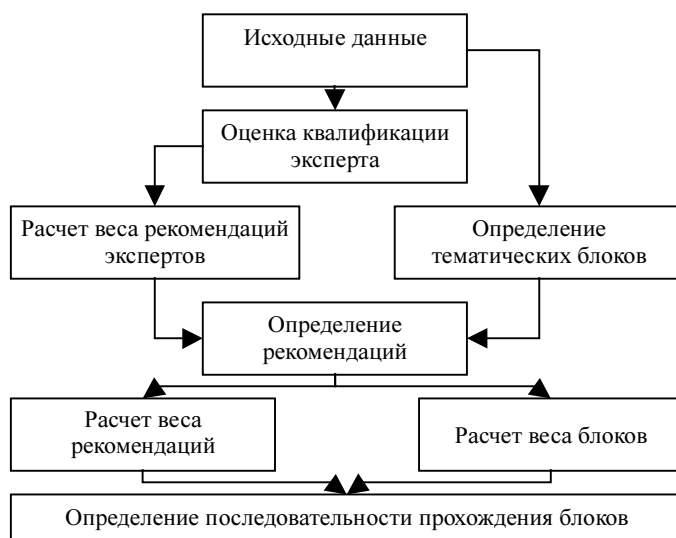 Исходные данные
Оценка квалификации
эксперта
Расчет веса рекомендаций
экспертов
Определение
тематических блоков
Определение
рекомендаций
Расчет веса
рекомендаций
Расчет веса блоков
Определение последовательности прохождения блоков